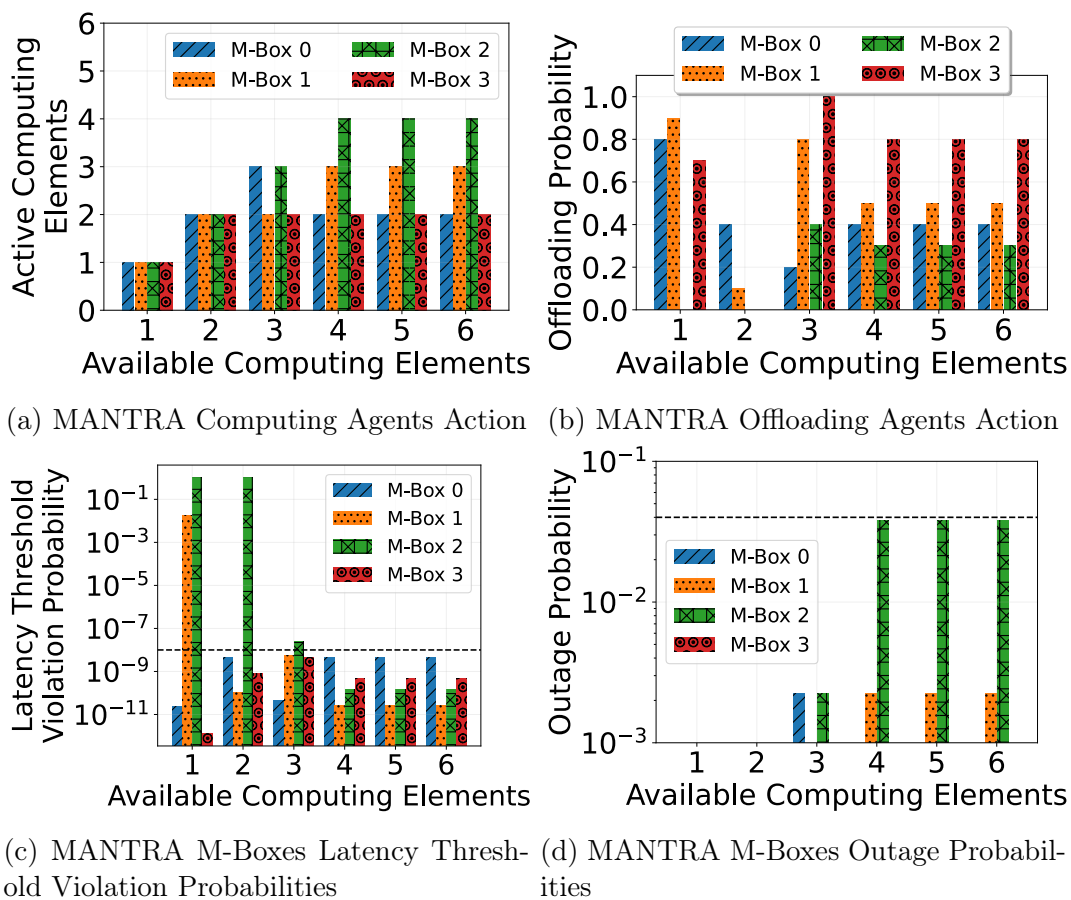 6
5
4
3
2
1
0
Active Computing
Elements
M-Box 0
M-Box 1
M-Box 2
M-Box 3
1 2 3 4 5 6
Available Computing Elements
(a) MANTRA Computing Agents Action
1.0
0.8
0.6
0.4
0.2
0.0
Offloading Probability
M-Box 0
M-Box 1
M-Box 2
M-Box 3
1 2 3 4 5 6
Available Computing Elements
(b) MANTRA Offloading Agents Action
10⁻¹
10⁻³
10⁻⁵
10⁻⁷
10⁻⁹
10⁻¹¹
Latency Threshold
Violation Probability
M-Box 0
M-Box 1
M-Box 2
M-Box 3
1 2 3 4 5 6
Available Computing Elements
(c) MANTRA M-Boxes Latency Thresh-
old Violation Probabilities
10⁻¹
10⁻²
10⁻³
Outage Probability
M-Box 0
M-Box 1
M-Box 2
M-Box 3
1 2 3 4 5 6
Available Computing Elements
(d) MANTRA M-Boxes Outage Probabil-
ities